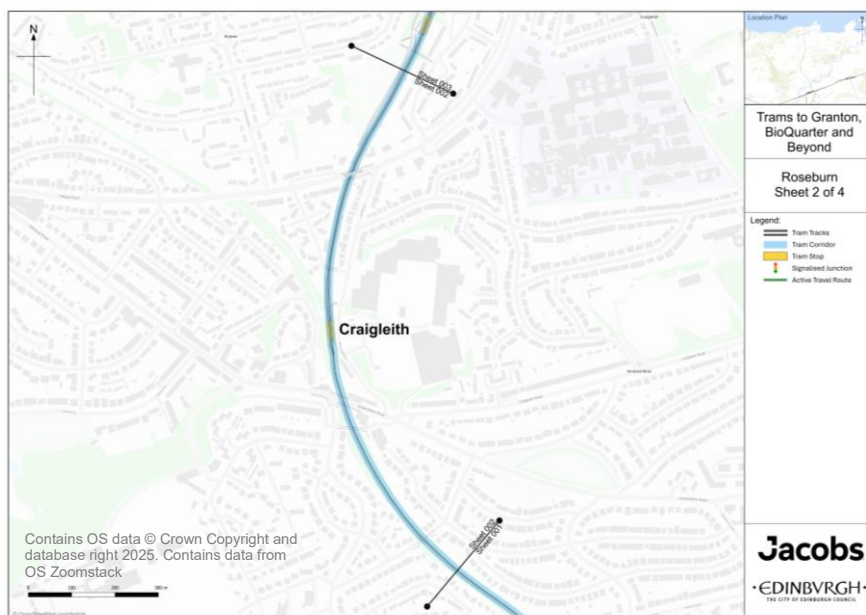 N
Sheet 003
Sheet 002
Craigleith
Sheet 002
Sheet 001
Contains OS data © Crown Copyright and
database right 2025. Contains data from
OS Zoomstack
Location Plan
Trams to Granton,
BioQuarter and
Beyond
Roseburn
Sheet 2 of 4
Legend:
Tram Tracks
Tram Corridor
Tram Stop
Signalised Junction
Active Travel Route
Jacobs
·EDINBVRGH·
THE CITY OF EDINBURGH COUNCIL